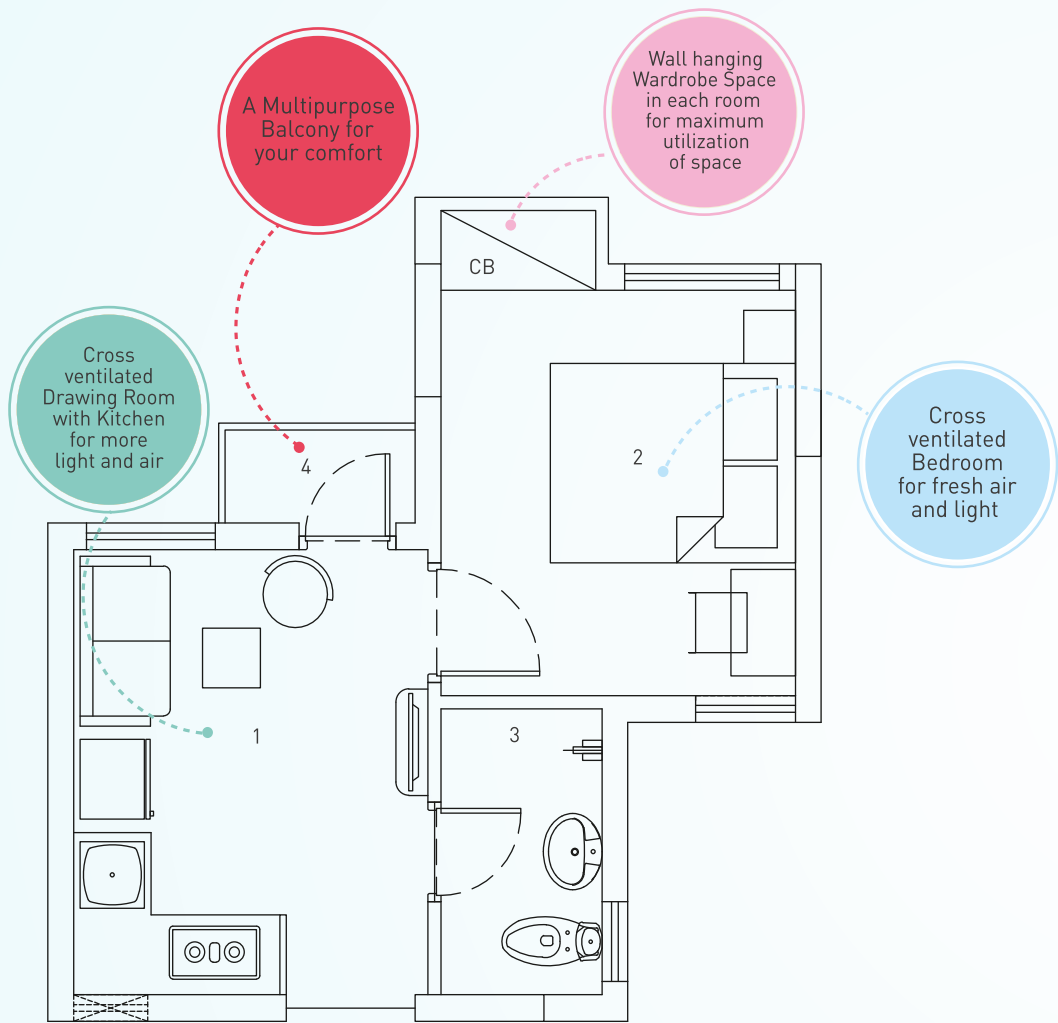 A Multipurpose
Balcony for
your comfort
Wall hanging
Wardrobe Space
in each room
for maximum
utilization
of space
CB
Cross
ventilated
Drawing Room
with Kitchen
for more
light and air
Cross
ventilated
Bedroom
for fresh air
and light
4
2
1
3